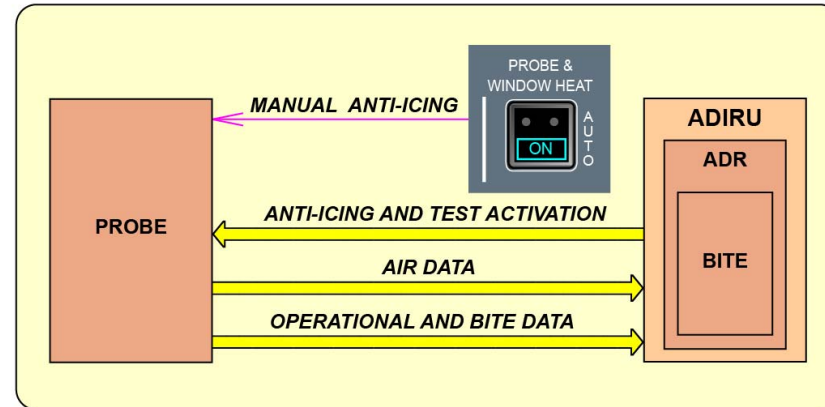 PROBE &
WINDOW HEAT
ON
AUTO
MANUAL ANTI-ICING
ADIRU
ADR
BITE
PROBE
ANTI-ICING AND TEST ACTIVATION
AIR DATA
OPERATIONAL AND BITE DATA